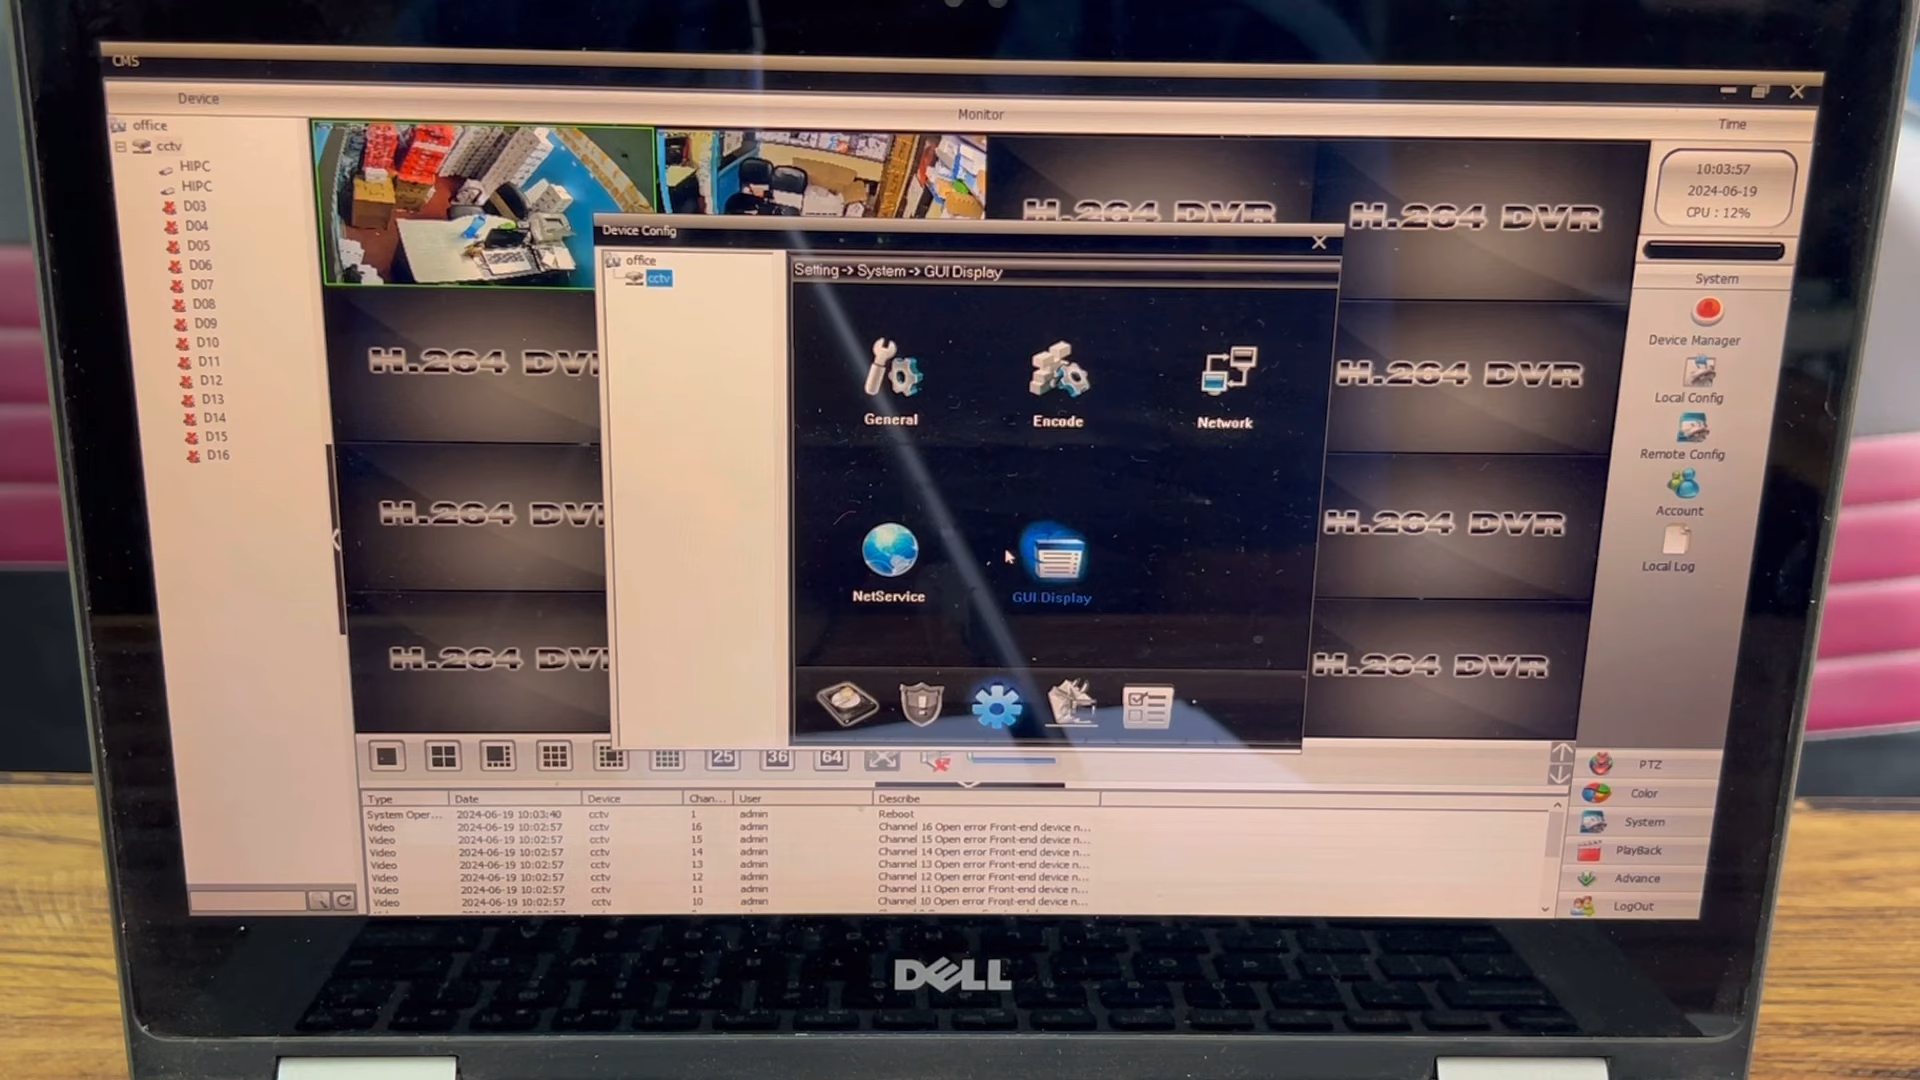 CMS
Device
Monitor
Time
office
cctv
HIPC
HIPC
D03
D04
D05
D06
D07
D08
D09
D10
D11
D12
D13
D14
D15
D16
H.264 DVR
H.264 DVR
H.264 DV
H.264 DVR
H.264 DV
H.264 DVR
H.264 DV
H.264 DVR
Device Config
office
cctv
Setting -> System -> GUI Display
General
Encode
Network
NetService
GUI Display
10:03:57
2024-06-19
CPU : 12%
System
Device Manager
Local Config
Remote Config
Account
Local Log
25 36 64
PTZ
Color
System
PlayBack
Advance
LogOut
Type Date Device Chan... User Describe
System Oper... 2024-06-19 10:03:40 cctv 1 admin Reboot
Video 2024-06-19 10:02:57 cctv 16 admin Channel 16 Open error Front-end device n...
Video 2024-06-19 10:02:57 cctv 15 admin Channel 15 Open error Front-end device n...
Video 2024-06-19 10:02:57 cctv 14 admin Channel 14 Open error Front-end device n...
Video 2024-06-19 10:02:57 cctv 13 admin Channel 13 Open error Front-end device n...
Video 2024-06-19 10:02:57 cctv 12 admin Channel 12 Open error Front-end device n...
Video 2024-06-19 10:02:57 cctv 11 admin Channel 11 Open error Front-end device n...
Video 2024-06-19 10:02:57 cctv 10 admin Channel 10 Open error Front-end device n...
DELL